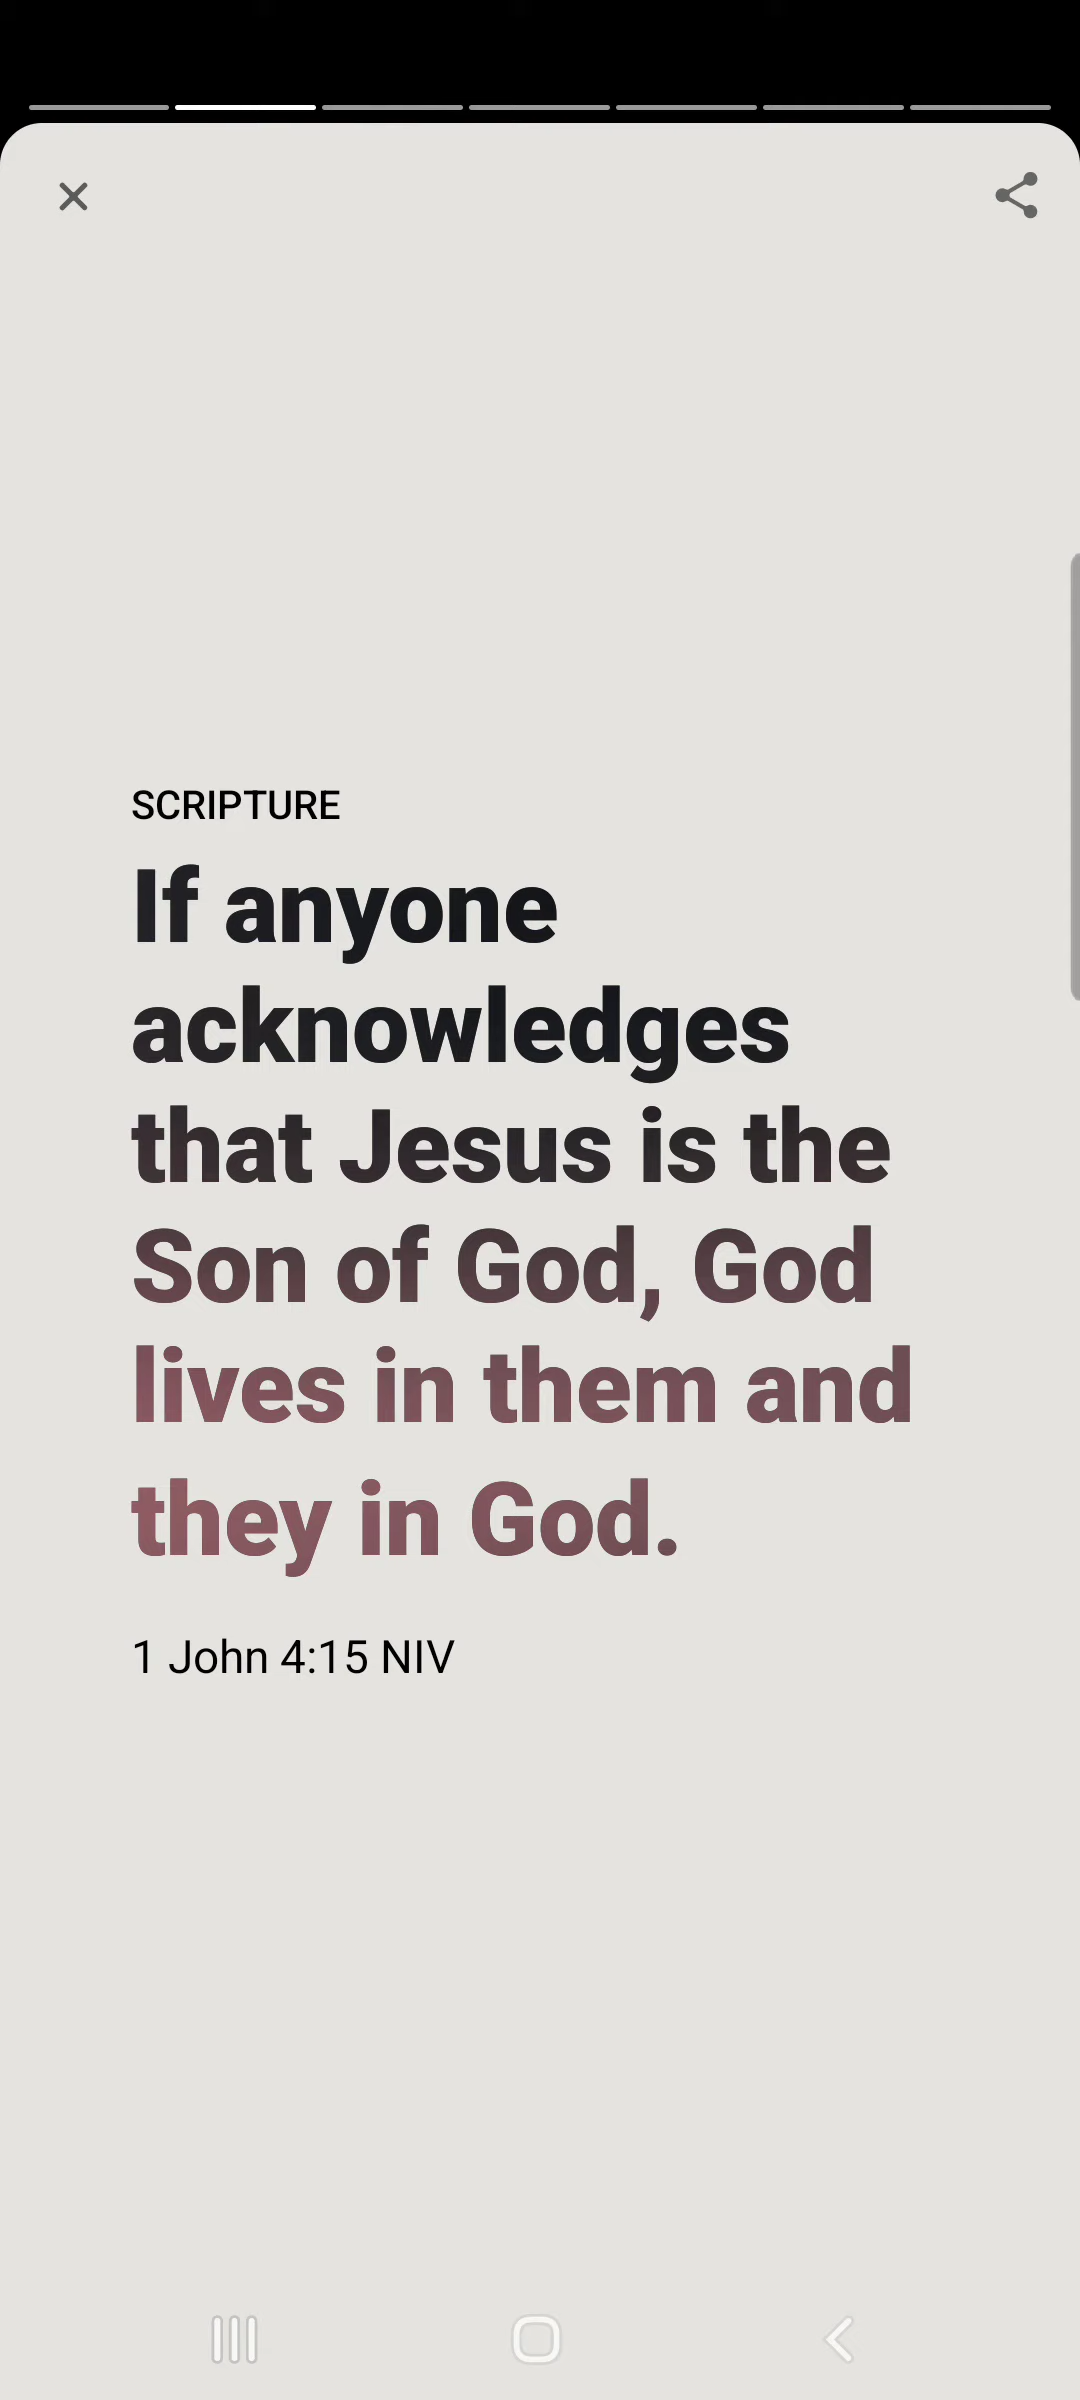 SCRIPTURE
If anyone
acknowledges
that Jesus is the
Son of God, God
lives in them and
they in God.
1 John 4:15 NIV